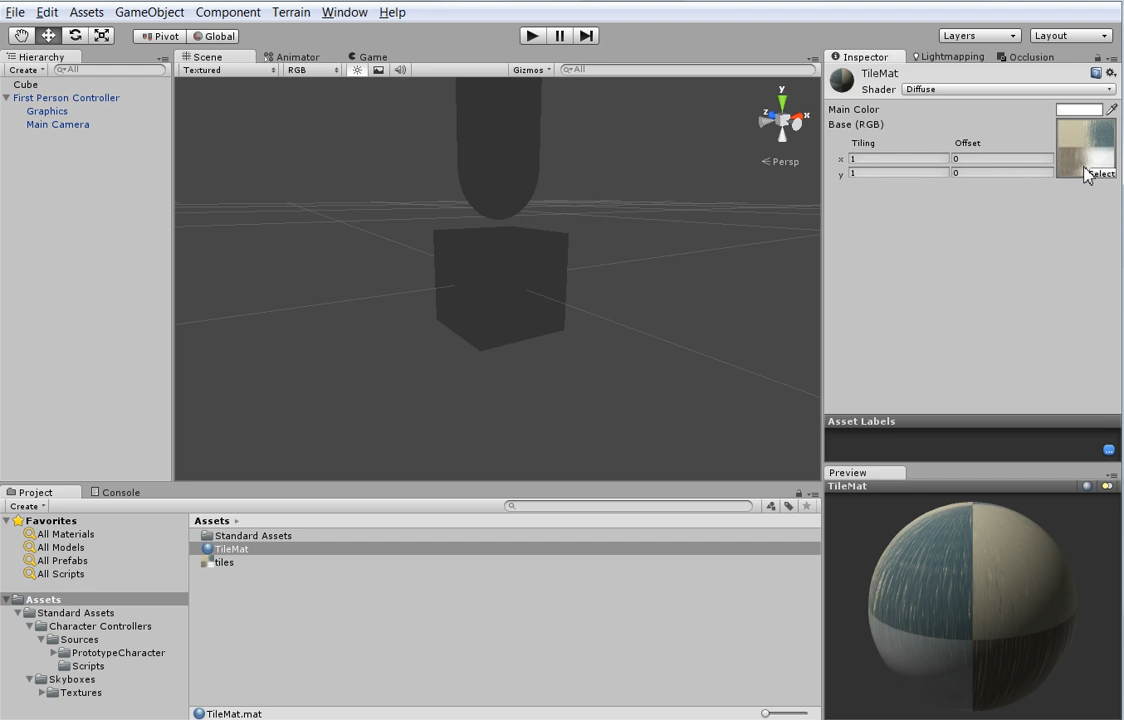 File Edit Assets GameObject Component Terrain Window Help
Pivot Global Layers Layout
Hierarchy Scene Animator Game Inspector Lightmapping Occlusion
Create All Textured RGB Gizmos All
TileMat
Shader Diffuse
Cube
First Person Controller
Graphics
Main Camera
y
z x
Persp
Main Color
Base (RGB)
Tiling Offset
x 1 0
y 1 0
Select
Asset Labels
Preview
TileMat
Project Console
Create
Favorites
All Materials
All Models
All Prefabs
All Scripts
Assets
Standard Assets
Character Controllers
Sources
PrototypeCharacter
Scripts
Skyboxes
Textures
Assets
Standard Assets
TileMat
tiles
TileMat.mat